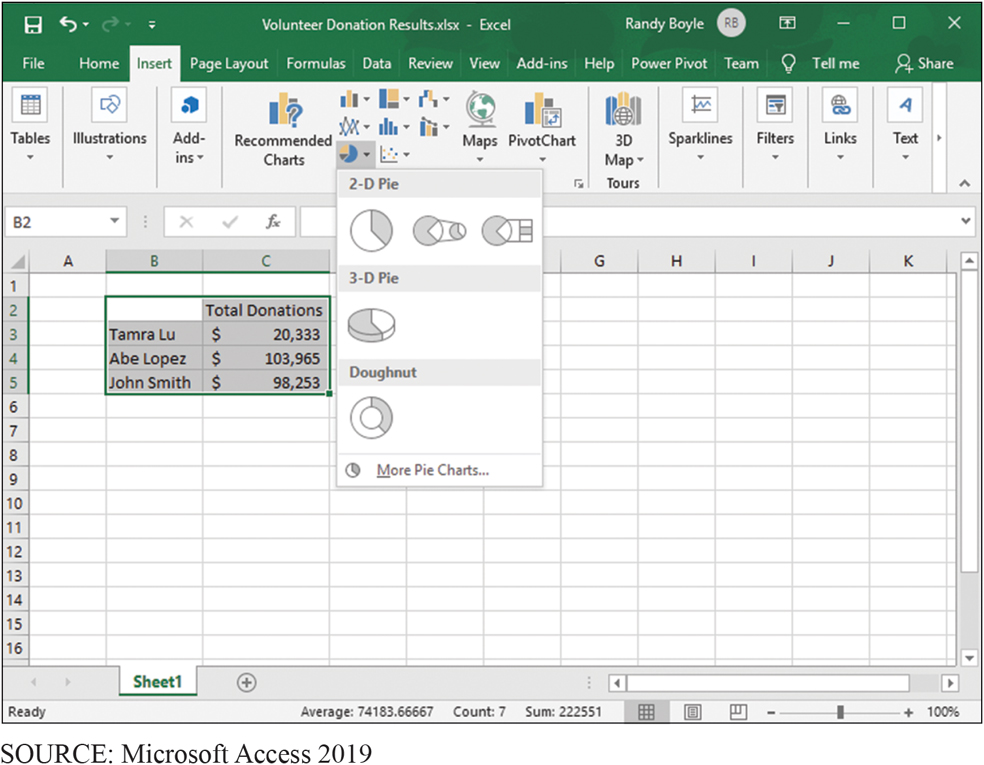 Volunteer Donation Results.xlsx - Excel Randy Boyle RB
File Home Insert Page Layout Formulas Data Review View Add-ins Help Power Pivot Team Tell me Share
Tables
Illustrations
Add-
ins
Recommended
Charts
Maps
PivotChart
3D
Map
Tours
Sparklines
Filters
Links
Text
2-D Pie
3-D Pie
Doughnut
More Pie Charts...
B2 fx
A B C G H I J K
1
2 Total Donations
3 Tamra Lu $ 20,333
4 Abe Lopez $ 103,965
5 John Smith $ 98,253
6
7
8
9
10
11
12
13
14
15
16
Sheet1
Ready Average: 74183.66667 Count: 7 Sum: 222551 100%
SOURCE: Microsoft Access 2019